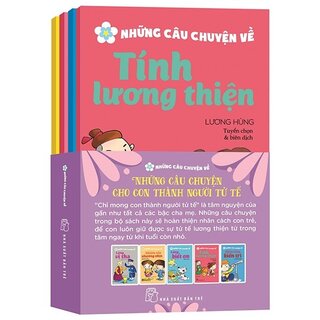 NHỮNG CÂU CHUYỆN VỀ
Tính
lương thiện
LƯƠNG HÙNG
Tuyển chọn
& biên dịch
NHỮNG CÂU CHUYỆN VỀ
"NHỮNG CÂU CHUYỆN
CHO CON THÀNH NGƯỜI TỬ TẾ
"Chỉ mong con thành người tử tế" là tâm nguyện của
gần như tất cả các bậc cha mẹ. Những câu chuyện
trong bộ sách này sẽ hoàn thiện nhân cách con trẻ,
để con luôn giữ được sự tử tế lương thiện từ trong
tâm ngay từ khi tuổi còn nhỏ.
NHÀ XUẤT BẢN TRẺ